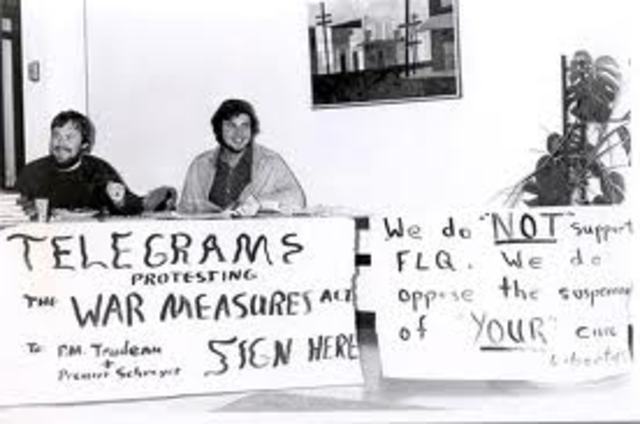 TELEGRAMS
PROTESTING
THE WAR MEASURES ACT
To P.M. Trudeau
+
Premier Schreyer
SIGN HERE
We do "NOT" support
FLQ. We do
oppose the suspension
of "YOUR" civic
liberties